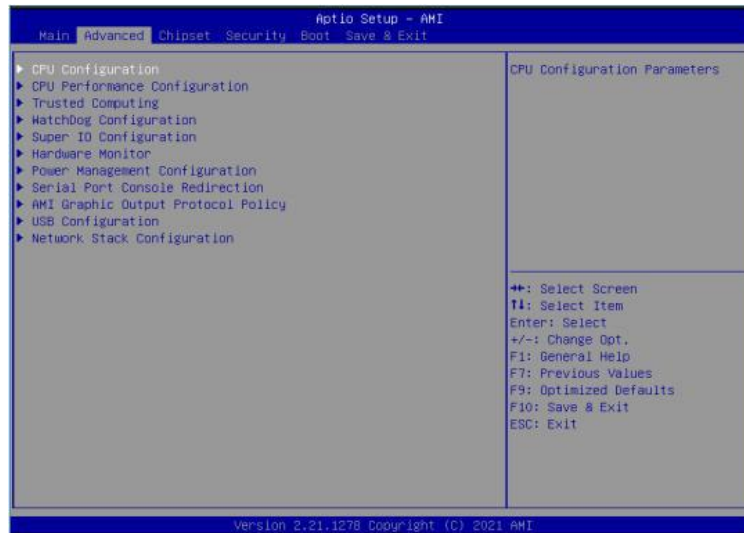 Aptio Setup - AMI
Main Advanced Chipset Security Boot Save & Exit
CPU Configuration
CPU Performance Configuration
Trusted Computing
WatchDog Configuration
Super IO Configuration
Hardware Monitor
Power Management Configuration
Serial Port Console Redirection
AMI Graphic Output Protocol Policy
USB Configuration
Network Stack Configuration
CPU Configuration Parameters
→←: Select Screen
↑↓: Select Item
Enter: Select
+/-: Change Opt.
F1: General Help
F7: Previous Values
F9: Optimized Defaults
F10: Save & Exit
ESC: Exit
Version 2.21.1278 Copyright (C) 2021 AMI